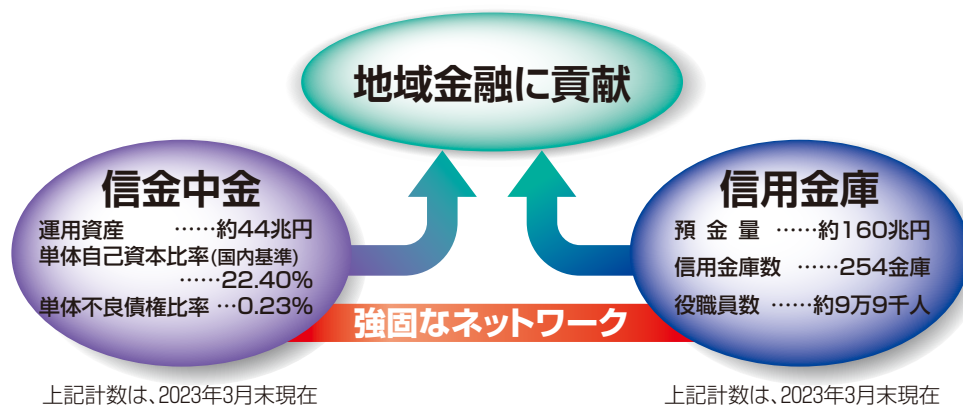 地域金融に貢献
信金中金
運用資産 ……約44兆円
単体自己資本比率(国内基準)
……22.40%
単体不良債権比率 …0.23%
信用金庫
預金量 ……約160兆円
信用金庫数 ……254金庫
役職員数 ……約9万9千人
強固なネットワーク
上記計数は、2023年3月末現在
上記計数は、2023年3月末現在